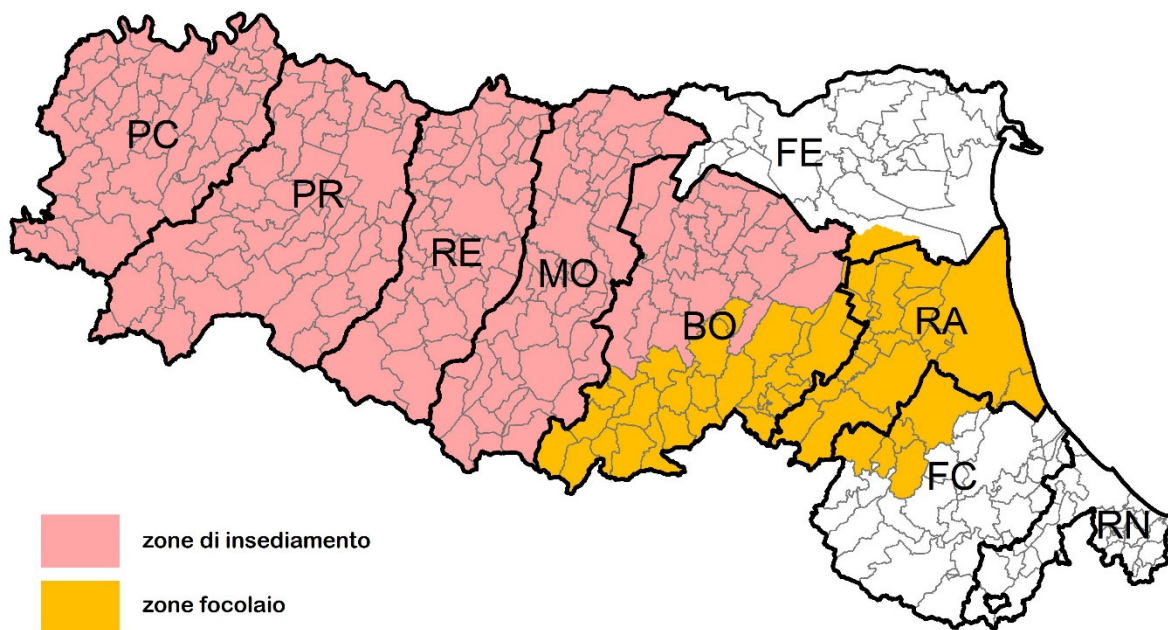 PC
PR
RE
MO
BO
FE
RA
FC
RN
zone di insediamento
zone focolaio